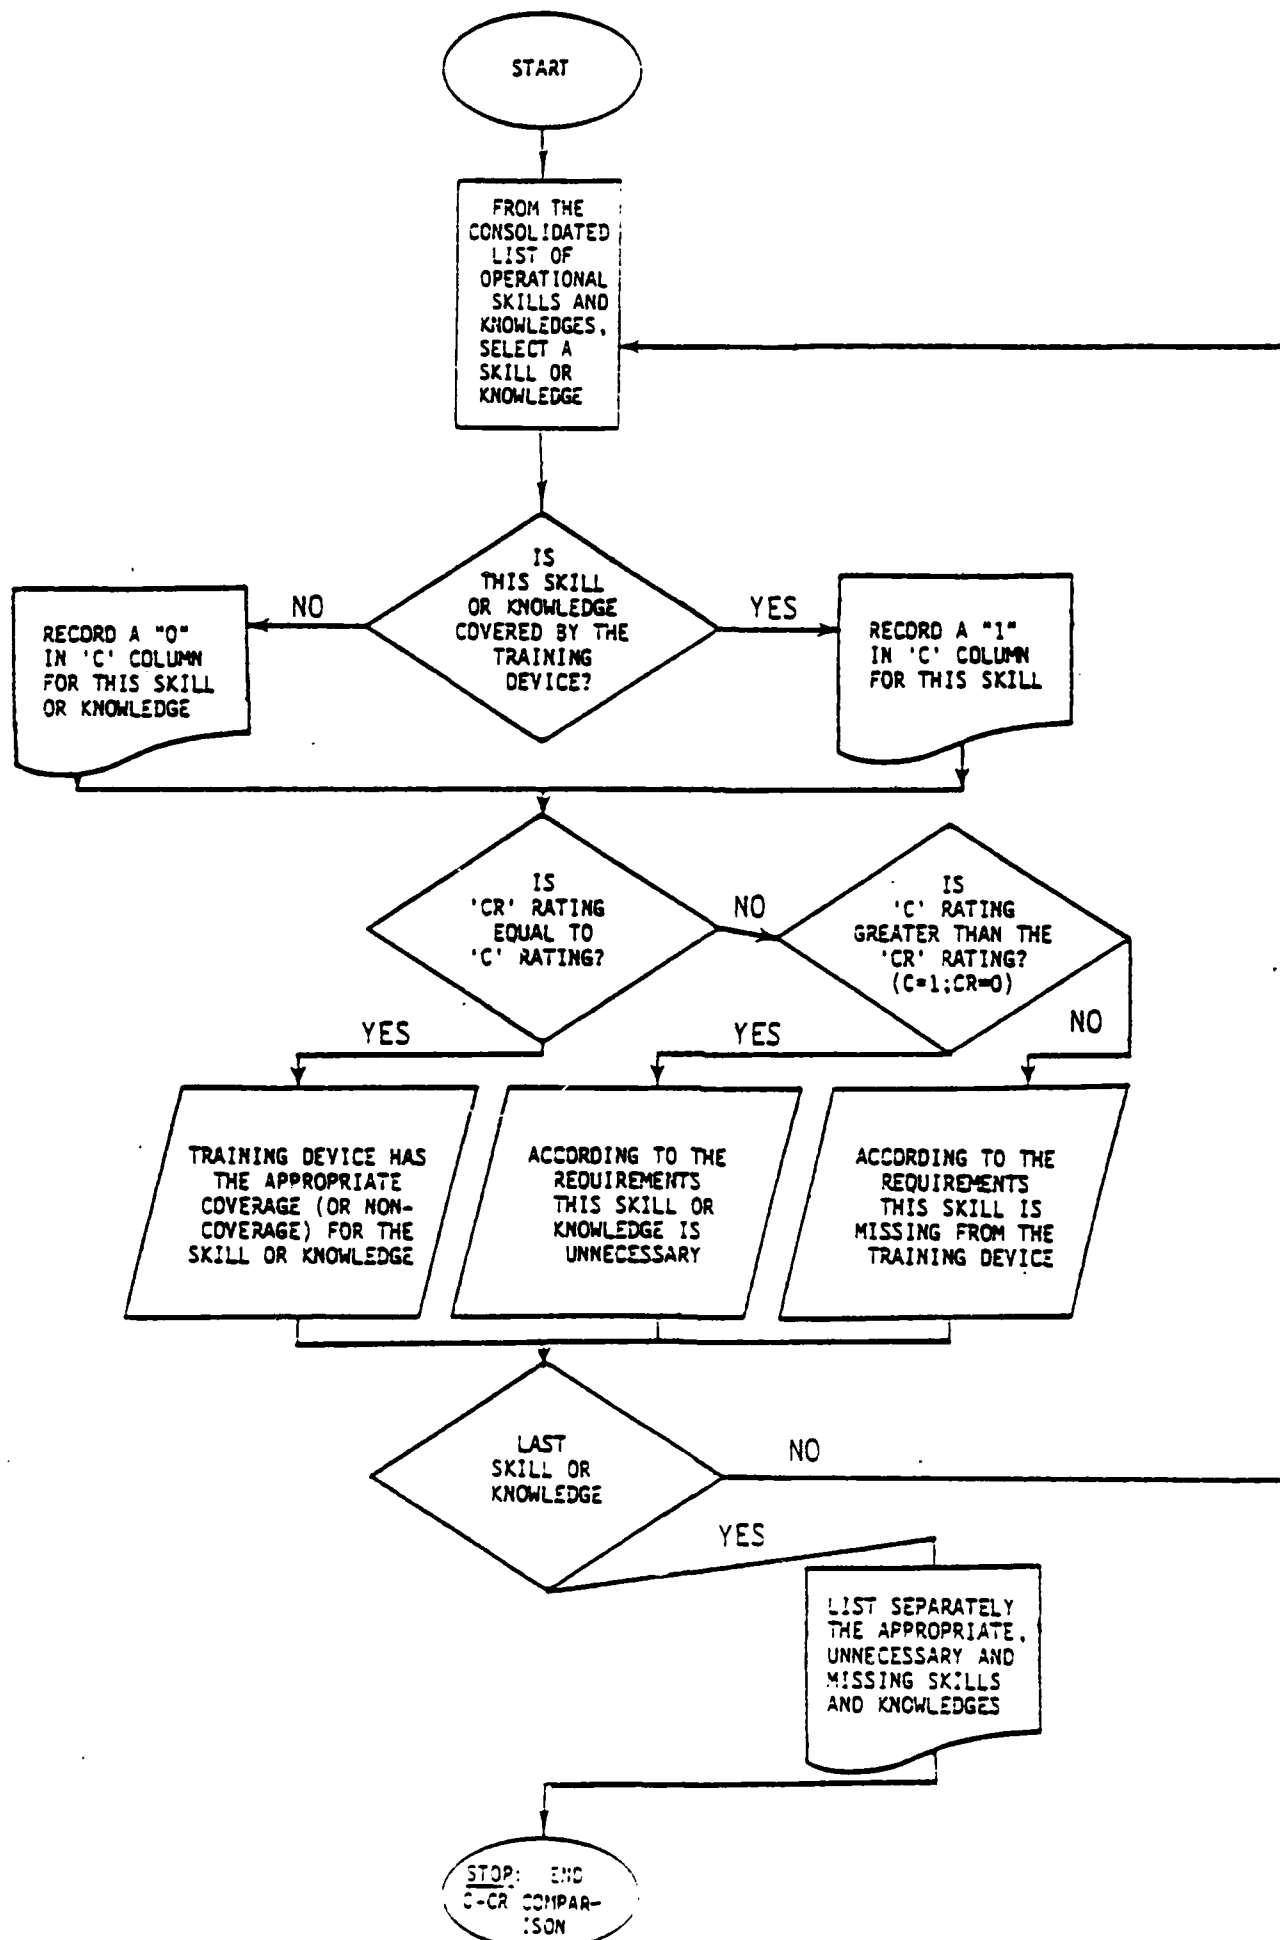 START
FROM THE
CONSOLIDATED
LIST OF
OPERATIONAL
SKILLS AND
KNOWLEDGES,
SELECT A
SKILL OR
KNOWLEDGE
IS
THIS SKILL
OR KNOWLEDGE
COVERED BY THE
TRAINING
DEVICE?
NO
YES
RECORD A "0"
IN 'C' COLUMN
FOR THIS SKILL
OR KNOWLEDGE
RECORD A "1"
IN 'C' COLUMN
FOR THIS SKILL
IS
'CR' RATING
EQUAL TO
'C' RATING?
NO
IS
'C' RATING
GREATER THAN THE
'CR' RATING?
(C=1;CR=0)
YES
YES
NO
TRAINING DEVICE HAS
THE APPROPRIATE
COVERAGE (OR NON-
COVERAGE) FOR THE
SKILL OR KNOWLEDGE
ACCORDING TO THE
REQUIREMENTS
THIS SKILL OR
KNOWLEDGE IS
UNNECESSARY
ACCORDING TO THE
REQUIREMENTS
THIS SKILL IS
MISSING FROM THE
TRAINING DEVICE
LAST
SKILL OR
KNOWLEDGE
NO
YES
LIST SEPARATELY
THE APPROPRIATE,
UNNECESSARY AND
MISSING SKILLS
AND KNOWLEDGES
STOP: END
C-CR COMPAR-
ISON